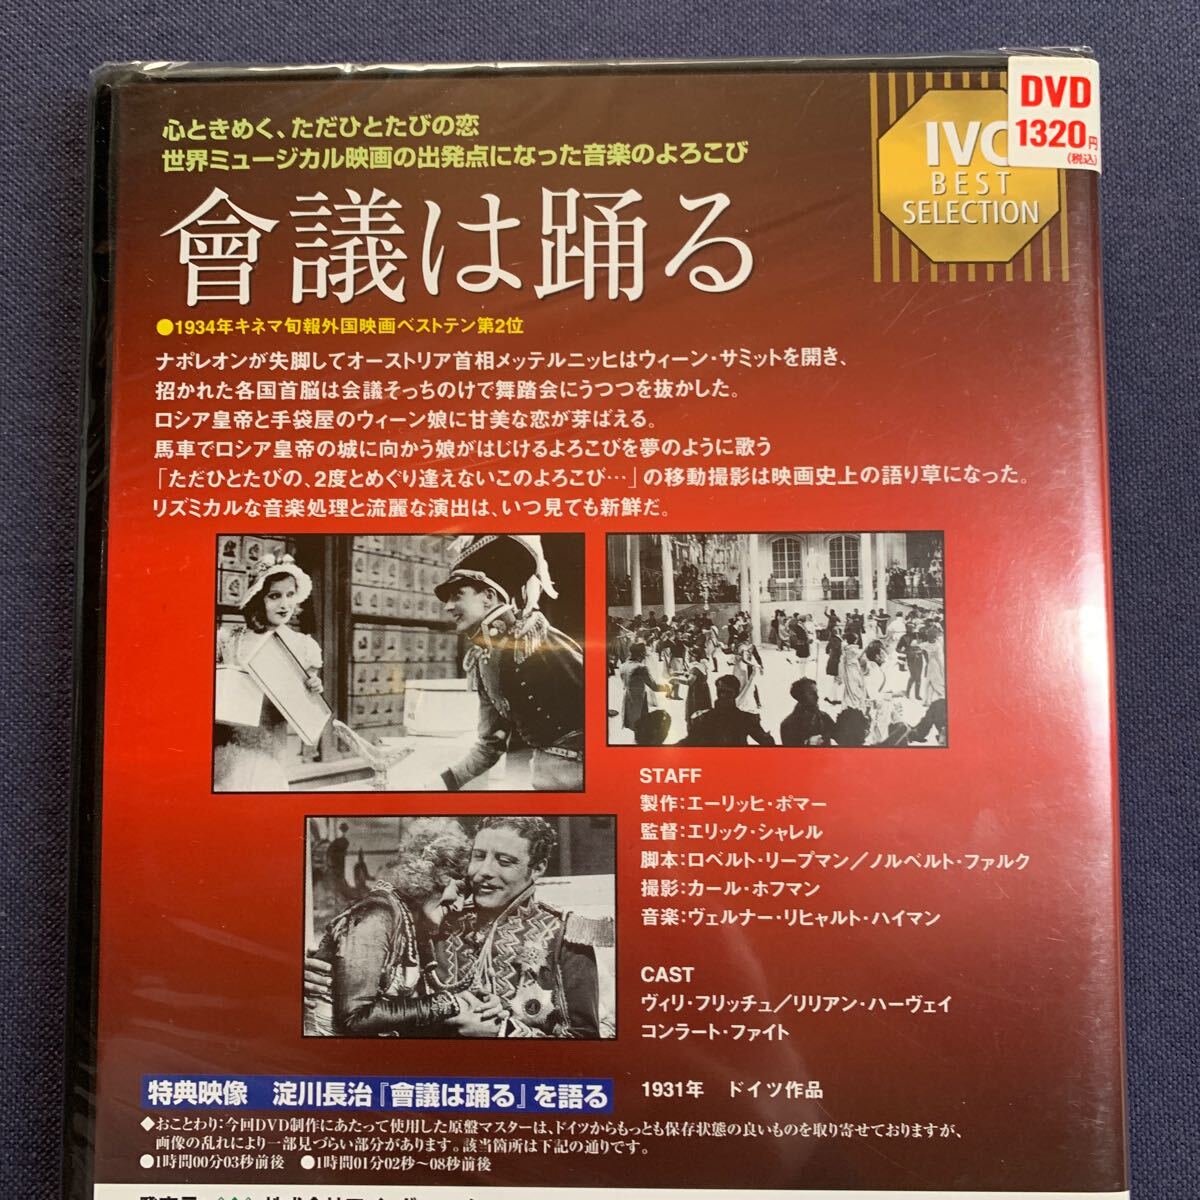 心ときめく、ただひとたびの恋
世界ミュージカル映画の出発点になった音楽のよろこび
會議は踊る
IVC
BEST
SELECTION
DVD
1320円
(税込)
●1934年キネマ旬報外国映画ベストテン第2位
ナポレオンが失脚してオーストリア首相メッテルニッヒはウィーン・サミットを開き、
招かれた各国首脳は会議そっちのけで舞踏会にうつつを抜かした。
ロシア皇帝と手袋屋のウィーン娘に甘美な恋が芽ばえる。
馬車でロシア皇帝の城に向かう娘がはじけるよろこびを夢のように歌う
「ただひとたびの、2度とめぐり逢えないこのよろこび…」の移動撮影は映画史上の語り草になった。
リズミカルな音楽処理と流麗な演出は、いつ見ても新鮮だ。
STAFF
製作:エーリッヒ・ポマー
監督:エリック・シャレル
脚本:ロベルト・リープマン／ノルベルト・ファルク
撮影:カール・ホフマン
音楽:ヴェルナー・リヒャルト・ハイマン
CAST
ヴィリ・フリッチュ／リリアン・ハーヴェイ
コンラート・ファイト
特典映像 淀川長治『會議は踊る』を語る
1931年 ドイツ作品
◆おことわり:今回DVD制作にあたって使用した原盤マスターは、ドイツからもっとも保存状態の良いものを取り寄せておりますが、
画像の乱れにより一部見づらい部分があります。該当箇所は下記の通りです。
●1時間00分03秒前後 ●1時間01分02秒〜08秒前後